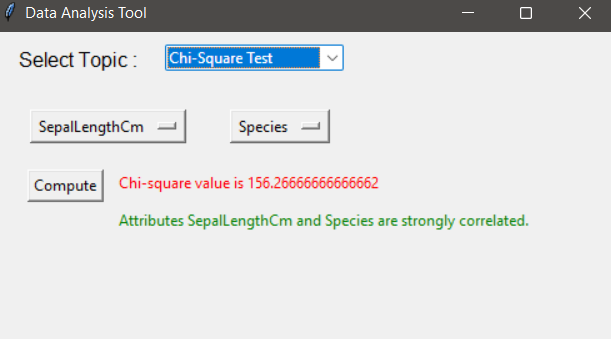 Data Analysis Tool
Select Topic : Chi-Square Test
SepalLengthCm Species
Compute Chi-square value is 156.26666666666662
Attributes SepalLengthCm and Species are strongly correlated.